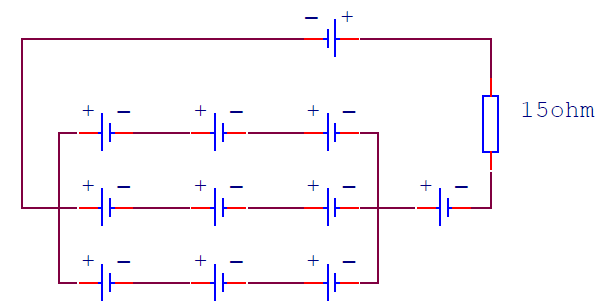 − +
15ohm
+ − + − + −
+ − + − + − + −
+ − + − + −